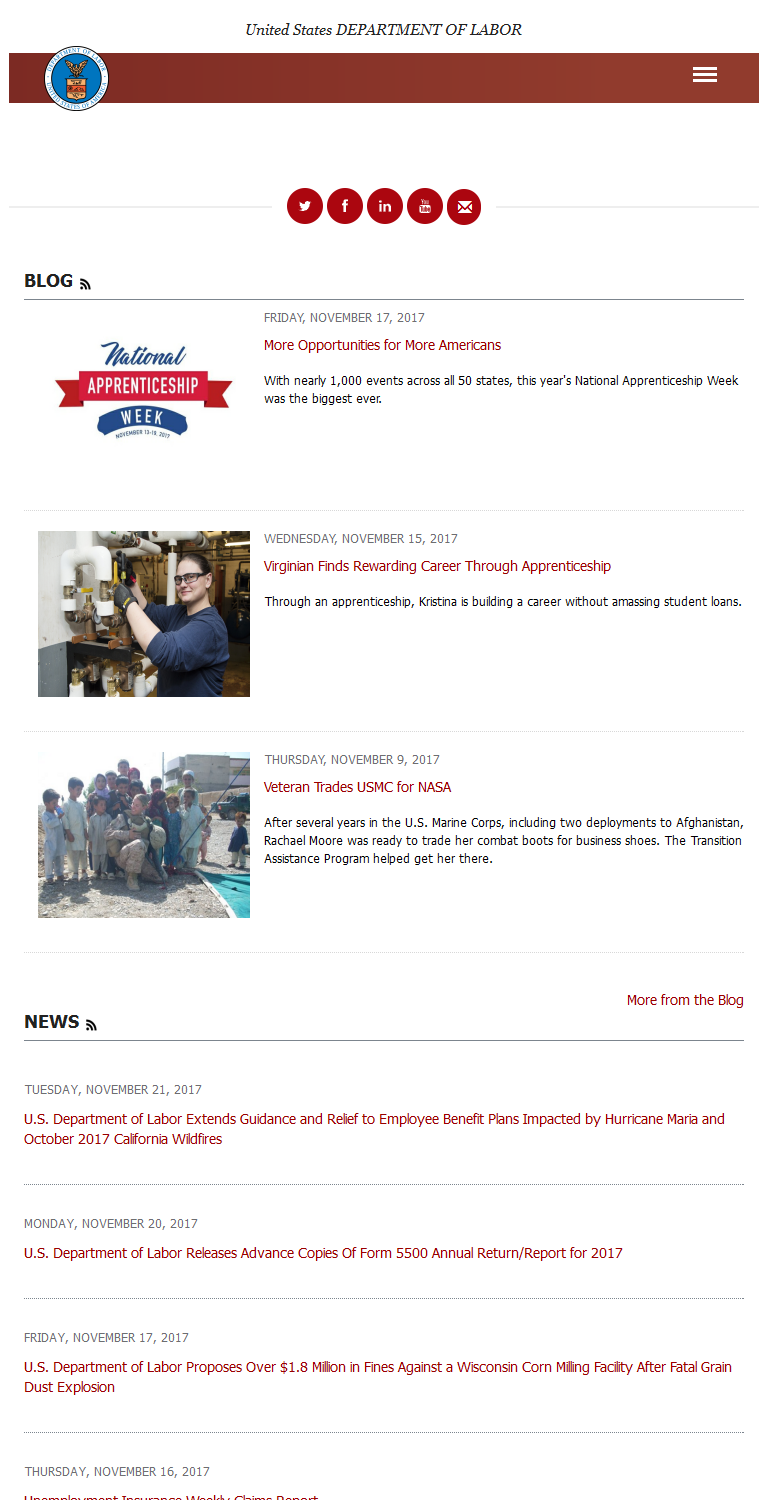 United States DEPARTMENT OF LABOR
DEPARTMENT OF LABOR
UNITED STATES OF AMERICA
You
Tube
BLOG
National
APPRENTICESHIP
WEEK
NOVEMBER 13-19, 2017
FRIDAY, NOVEMBER 17, 2017
More Opportunities for More Americans
With nearly 1,000 events across all 50 states, this year's National Apprenticeship Week
was the biggest ever.
WEDNESDAY, NOVEMBER 15, 2017
Virginian Finds Rewarding Career Through Apprenticeship
Through an apprenticeship, Kristina is building a career without amassing student loans.
THURSDAY, NOVEMBER 9, 2017
Veteran Trades USMC for NASA
After several years in the U.S. Marine Corps, including two deployments to Afghanistan,
Rachael Moore was ready to trade her combat boots for business shoes. The Transition
Assistance Program helped get her there.
More from the Blog
NEWS
TUESDAY, NOVEMBER 21, 2017
U.S. Department of Labor Extends Guidance and Relief to Employee Benefit Plans Impacted by Hurricane Maria and
October 2017 California Wildfires
MONDAY, NOVEMBER 20, 2017
U.S. Department of Labor Releases Advance Copies Of Form 5500 Annual Return/Report for 2017
FRIDAY, NOVEMBER 17, 2017
U.S. Department of Labor Proposes Over $1.8 Million in Fines Against a Wisconsin Corn Milling Facility After Fatal Grain
Dust Explosion
THURSDAY, NOVEMBER 16, 2017
Unemployment Insurance Weekly Claims Report